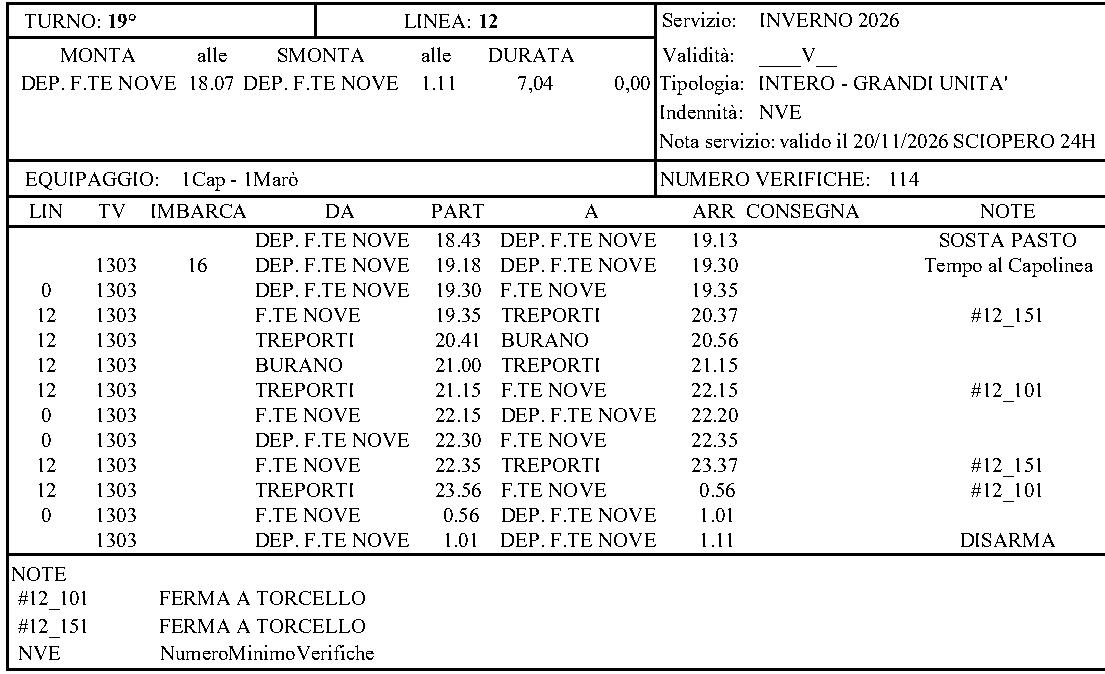 TURNO: 19° LINEA: 12 Servizio: INVERNO 2026
MONTA alle SMONTA alle DURATA Validità: ____V__
DEP. F.TE NOVE 18.07 DEP. F.TE NOVE 1.11 7,04 0,00 Tipologia: INTERO - GRANDI UNITA'
Indennità: NVE
Nota servizio: valido il 20/11/2026 SCIOPERO 24H
EQUIPAGGIO: 1Cap - 1Marò NUMERO VERIFICHE: 114
LIN TV IMBARCA DA PART A ARR CONSEGNA NOTE
DEP. F.TE NOVE 18.43 DEP. F.TE NOVE 19.13 SOSTA PASTO
1303 16 DEP. F.TE NOVE 19.18 DEP. F.TE NOVE 19.30 Tempo al Capolinea
0 1303 DEP. F.TE NOVE 19.30 F.TE NOVE 19.35
12 1303 F.TE NOVE 19.35 TREPORTI 20.37 #12_151
12 1303 TREPORTI 20.41 BURANO 20.56
12 1303 BURANO 21.00 TREPORTI 21.15
12 1303 TREPORTI 21.15 F.TE NOVE 22.15 #12_101
0 1303 F.TE NOVE 22.15 DEP. F.TE NOVE 22.20
0 1303 DEP. F.TE NOVE 22.30 F.TE NOVE 22.35
12 1303 F.TE NOVE 22.35 TREPORTI 23.37 #12_151
12 1303 TREPORTI 23.56 F.TE NOVE 0.56 #12_101
0 1303 F.TE NOVE 0.56 DEP. F.TE NOVE 1.01
1303 DEP. F.TE NOVE 1.01 DEP. F.TE NOVE 1.11 DISARMA
NOTE
#12_101 FERMA A TORCELLO
#12_151 FERMA A TORCELLO
NVE NumeroMinimoVerifiche